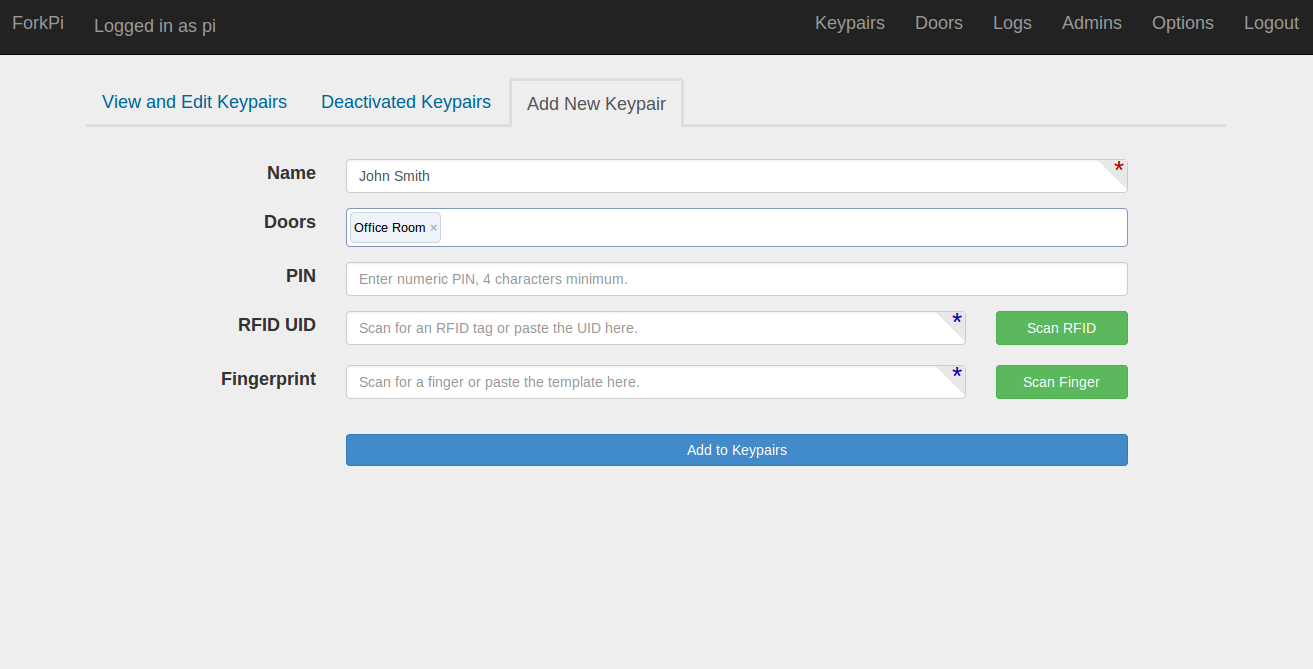 ForkPi Logged in as pi Keypairs Doors Logs Admins Options Logout
View and Edit Keypairs Deactivated Keypairs Add New Keypair
Name John Smith *
Doors Office Room ×
PIN Enter numeric PIN, 4 characters minimum.
RFID UID Scan for an RFID tag or paste the UID here. * Scan RFID
Fingerprint Scan for a finger or paste the template here. * Scan Finger
Add to Keypairs